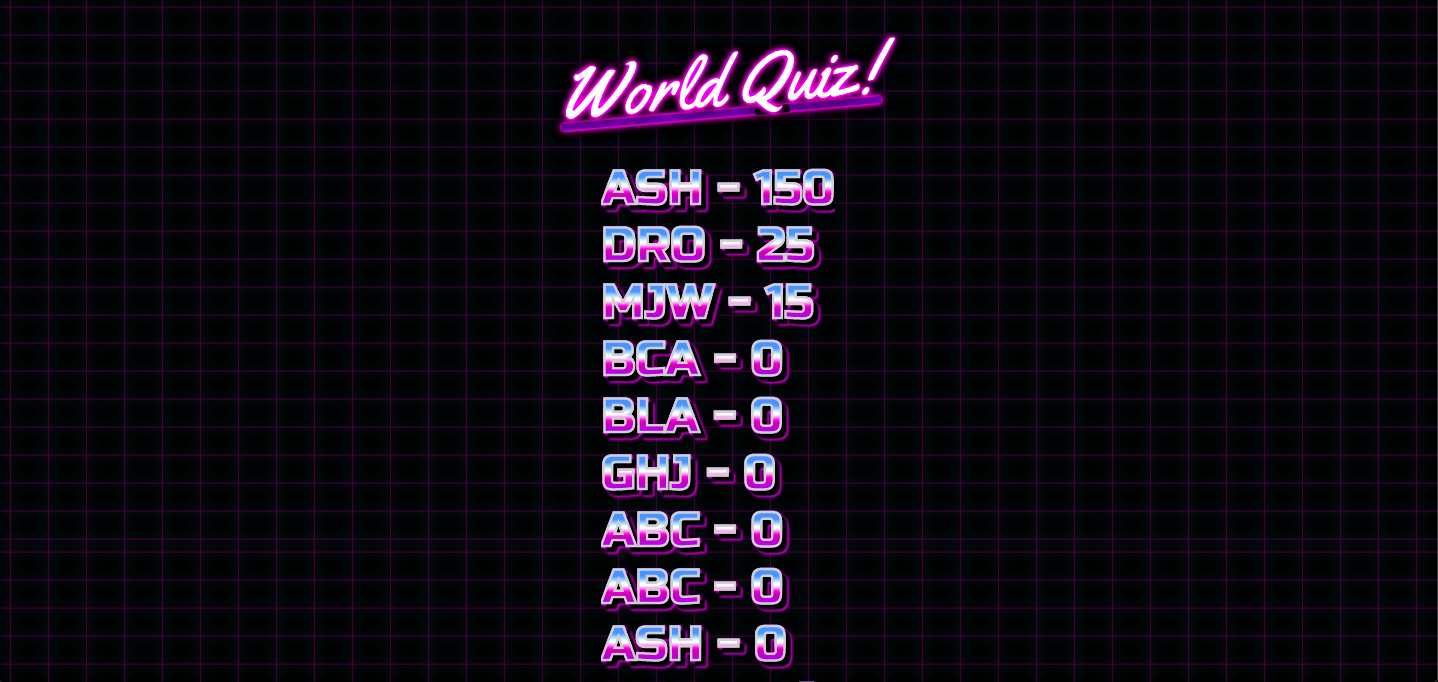 World Quiz!
ASH - 150
DRO - 25
MJW - 15
BCA - 0
BLA - 0
GHJ - 0
ABC - 0
ABC - 0
ASH - 0